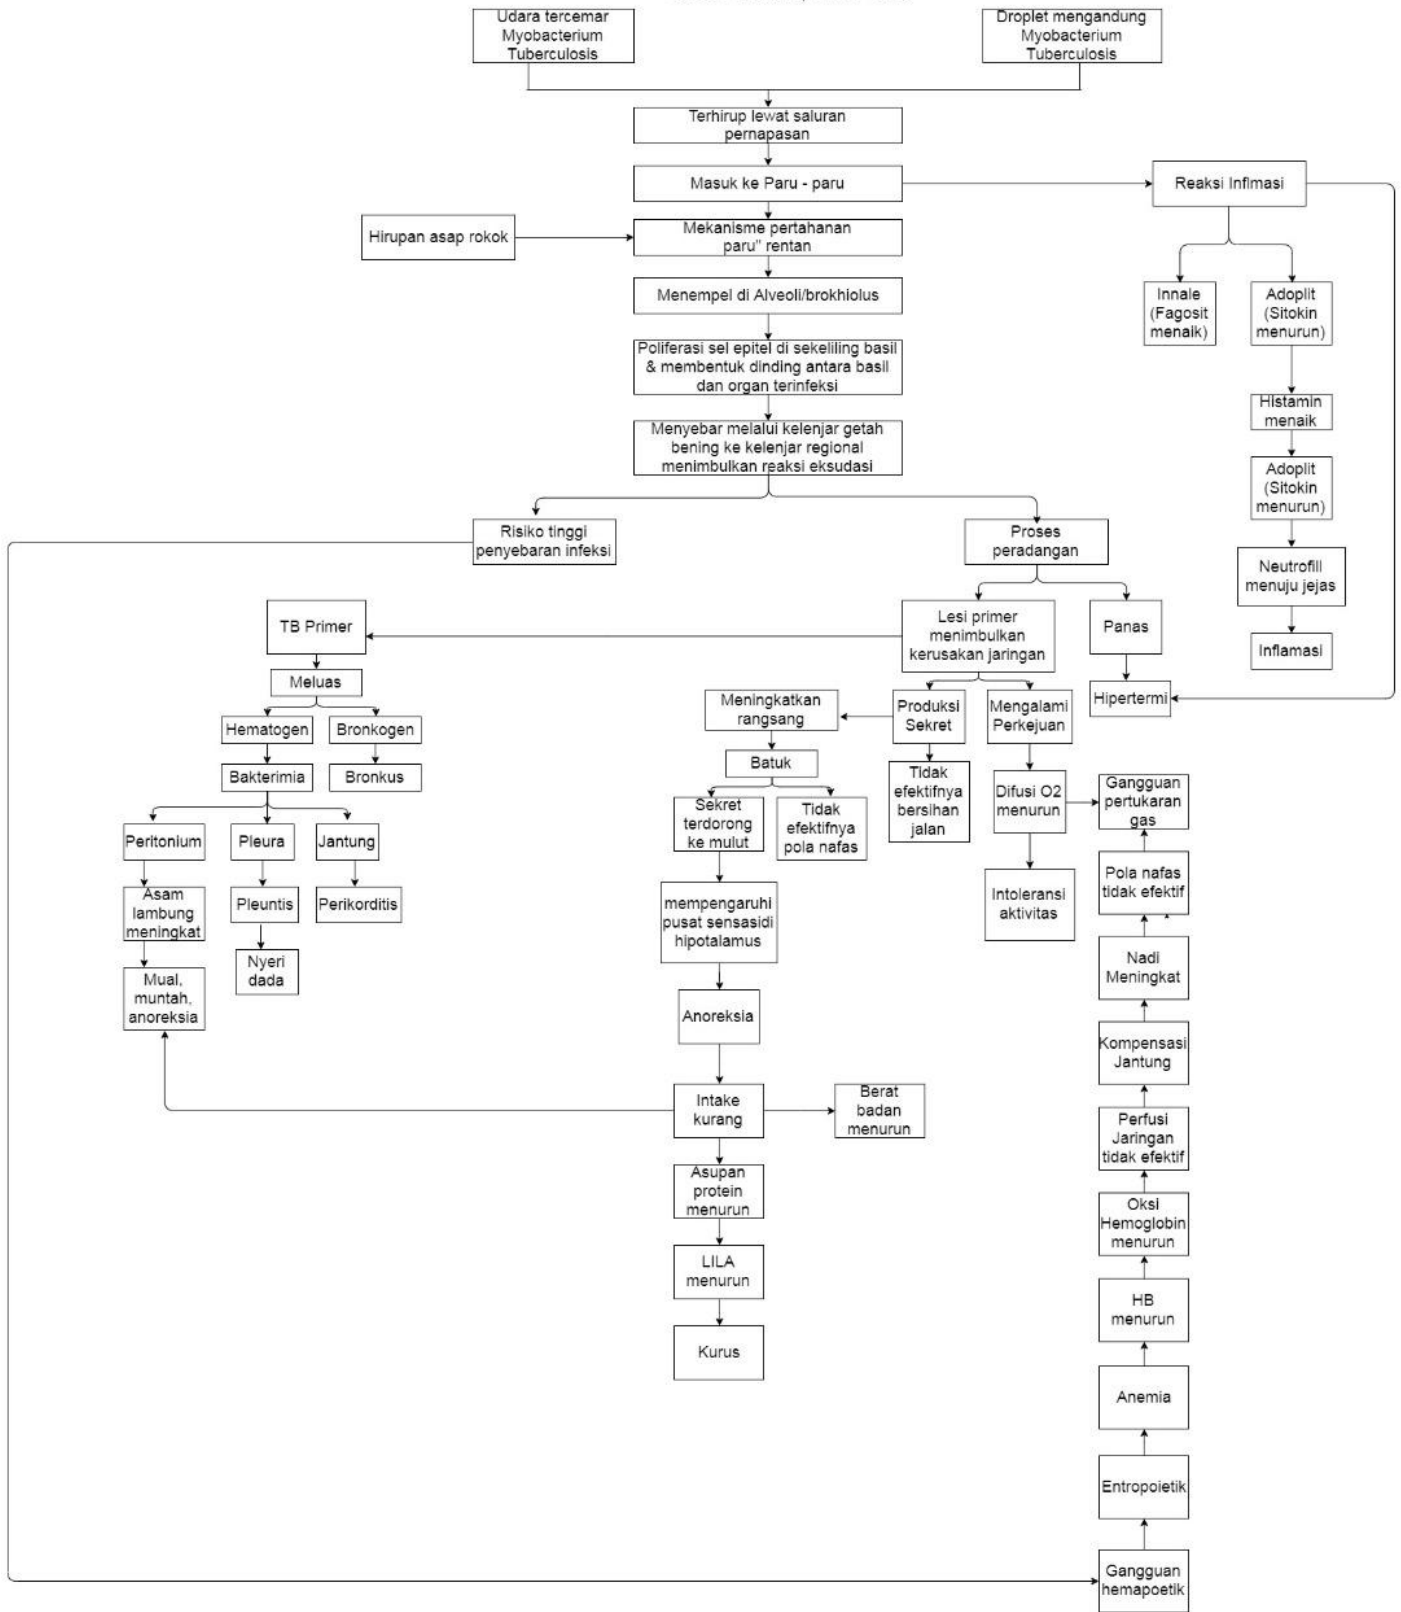 Udara tercemar
Myobacterium
Tuberculosis
Droplet mengandung
Myobacterium
Tuberculosis
Terhirup lewat saluran
pernapasan
Masuk ke Paru - paru
Reaksi Inflmasi
Hirupan asap rokok
Mekanisme pertahanan
paru" rentan
Menempel di Alveoli/brokhiolus
Innale
(Fagosit
menaik)
Adoplit
(Sitokin
menurun)
Poliferasi sel epitel di sekeliling basil
& membentuk dinding antara basil
dan organ terinfeksi
Histamin
menaik
Menyebar melalui kelenjar getah
bening ke kelenjar regional
menimbulkan reaksi eksudasi
Adoplit
(Sitokin
menurun)
Risiko tinggi
penyebaran infeksi
Proses
peradangan
Neutrofill
menuju jejas
TB Primer
Lesi primer
menimbulkan
kerusakan jaringan
Panas
Inflamasi
Meluas
Meningkatkan
rangsang
Produksi
Sekret
Mengalami
Perkejuan
Hipertermi
Hematogen
Bronkogen
Batuk
Tidak
efektifnya
bersihan
jalan
Bakterimia
Bronkus
Difusi O2
menurun
Gangguan
pertukaran
gas
Sekret
terdorong
ke mulut
Tidak
efektifnya
pola nafas
Peritonium
Pleura
Jantung
Pola nafas
tidak efektif
Asam
lambung
meningkat
Pleuntis
Perikorditis
mempengaruhi
pusat sensasidi
hipotalamus
Intoleransi
aktivitas
Nyeri
dada
Mual,
muntah,
anoreksia
Nadi
Meningkat
Anoreksia
Kompensasi
Jantung
Intake
kurang
Berat
badan
menurun
Perfusi
Jaringan
tidak efektif
Asupan
protein
menurun
Oksi
Hemoglobin
menurun
LILA
menurun
HB
menurun
Kurus
Anemia
Entropoietik
Gangguan
hemapoetik